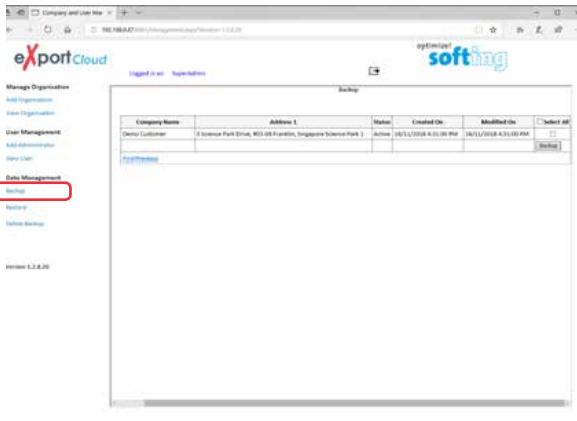 Company and User Mar
eXport Cloud
optimize!
softing
Logged in as: SuperAdmin
Manage Organisation
Add Organisation
View Organisation
User Management
Add Administrator
View User
Data Management
Backup
Restore
Delete Backup
Version 1.2.8.20
Backup
Company Name Address 1 Status Created On Modified On Select All
Demo Customer 3 Science Park Drive, #03-09 Franklin, Singapore Science Park 1 Active 16/11/2018 4:31:00 PM 16/11/2018 4:31:00 PM
Backup
First Previous